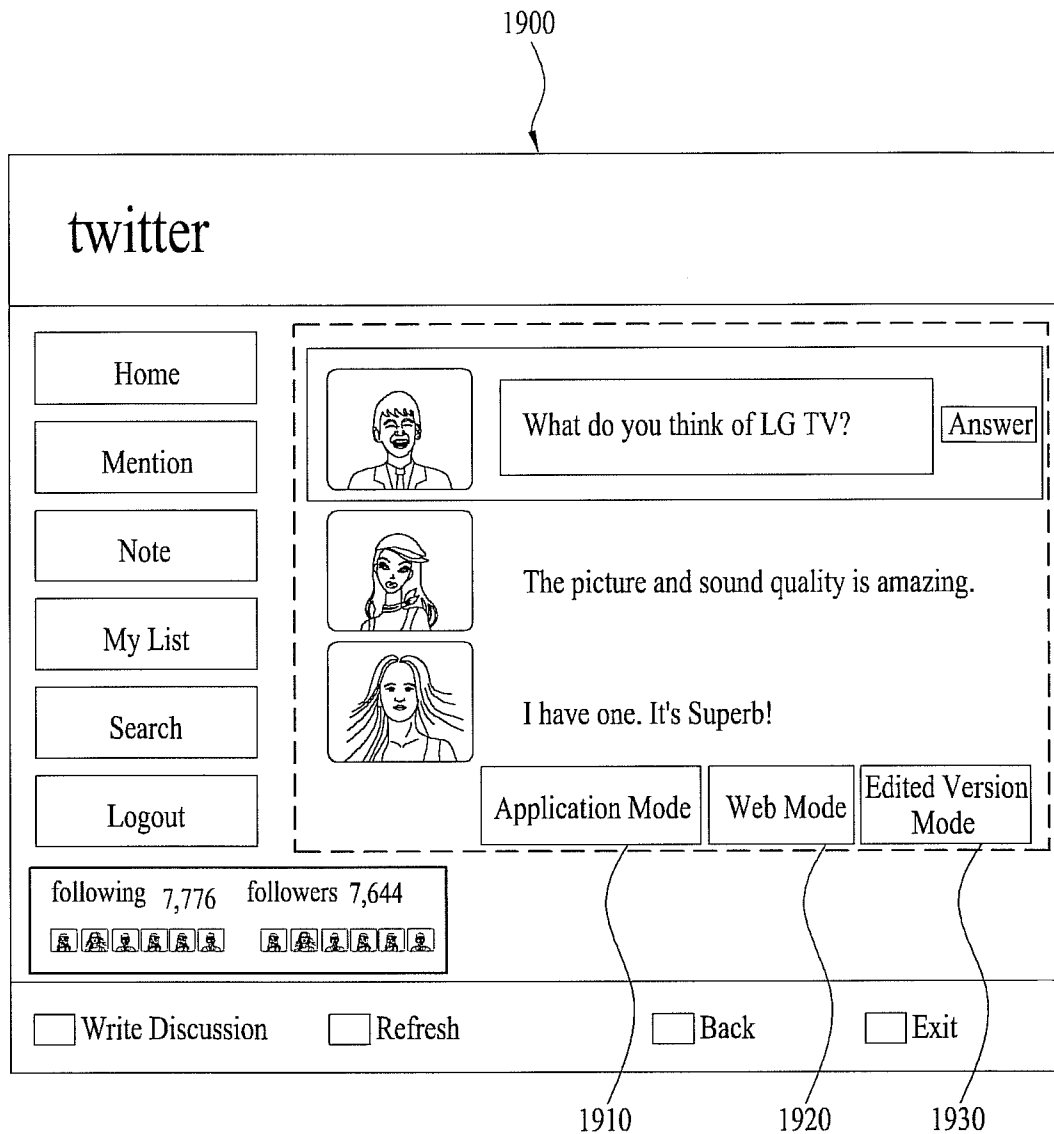 1900
twitter
Home
Mention
Note
My List
Search
Logout
What do you think of LG TV?
Answer
The picture and sound quality is amazing.
I have one. It's Superb!
Application Mode
Web Mode
Edited Version
Mode
following 7,776 followers 7,644
Write Discussion Refresh Back Exit
1910 1920 1930